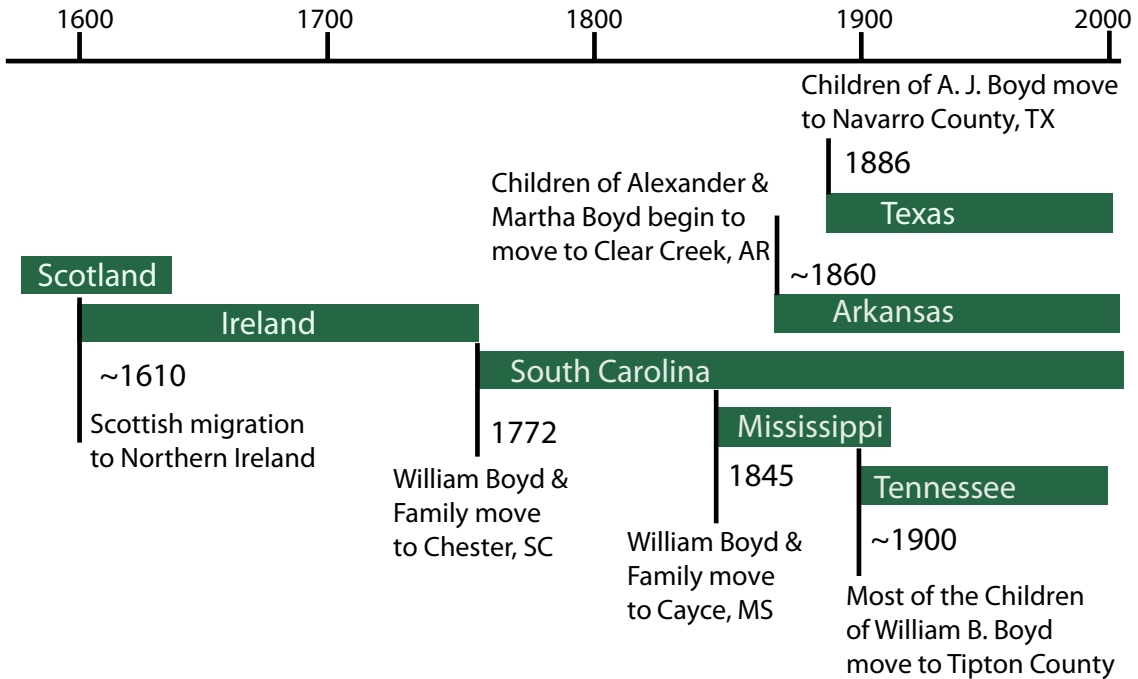 1600 1700 1800 1900 2000
Children of A. J. Boyd move
to Navarro County, TX
1886
Texas
Children of Alexander &
Martha Boyd begin to
move to Clear Creek, AR
~1860
Arkansas
Scotland
Ireland
~1610
Scottish migration
to Northern Ireland
South Carolina
1772
William Boyd &
Family move
to Chester, SC
Mississippi
1845
William Boyd &
Family move
to Cayce, MS
Tennessee
~1900
Most of the Children
of William B. Boyd
move to Tipton County